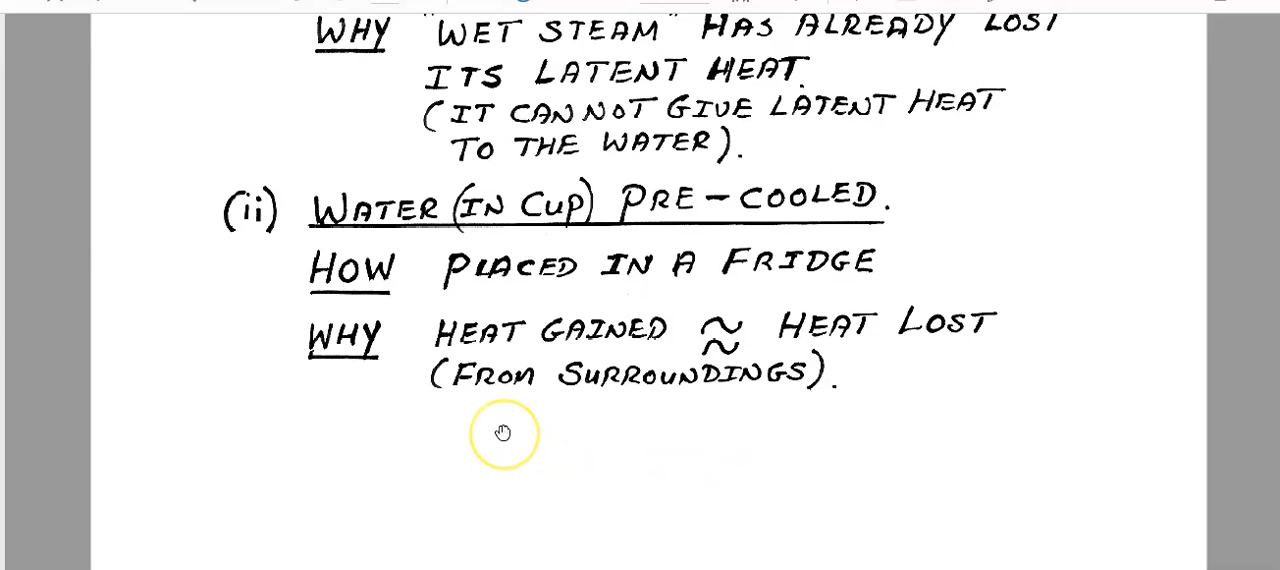 WHY "WET STEAM" HAS ALREADY LOST
ITS LATENT HEAT.
(IT CAN NOT GIVE LATENT HEAT
TO THE WATER).
(ii) WATER (IN CUP) PRE-COOLED.
HOW PLACED IN A FRIDGE
WHY HEAT GAINED ≈ HEAT LOST
(FROM SURROUNDINGS).